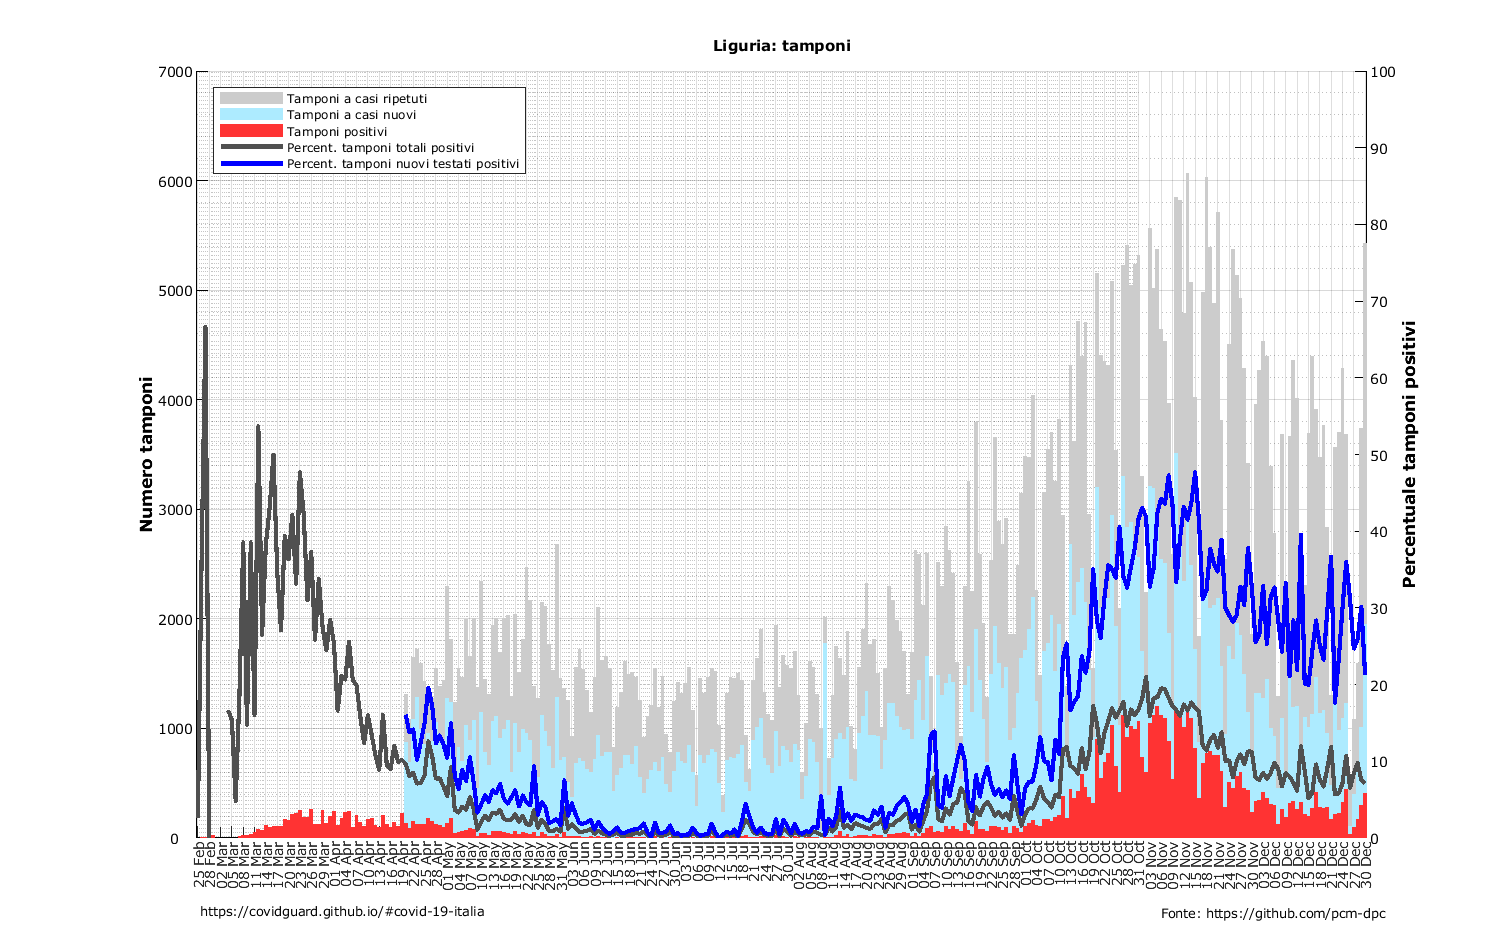 Liguria: tamponi
7000
6000
5000
4000
3000
2000
1000
0
Numero tamponi
Tamponi a casi ripetuti
Tamponi a casi nuovi
Tamponi positivi
Percent. tamponi totali positivi
Percent. tamponi nuovi testati positivi
100
90
80
70
60
50
40
30
20
10
0
Percentuale tamponi positivi
25 Feb
28 Feb
02 Mar
05 Mar
08 Mar
11 Mar
14 Mar
17 Mar
20 Mar
23 Mar
26 Mar
29 Mar
01 Apr
04 Apr
07 Apr
10 Apr
13 Apr
16 Apr
19 Apr
22 Apr
25 Apr
28 Apr
01 May
04 May
07 May
10 May
13 May
16 May
19 May
22 May
25 May
28 May
31 May
03 Jun
06 Jun
09 Jun
12 Jun
15 Jun
18 Jun
21 Jun
24 Jun
27 Jun
30 Jun
03 Jul
06 Jul
09 Jul
12 Jul
15 Jul
18 Jul
21 Jul
24 Jul
27 Jul
30 Jul
02 Aug
05 Aug
08 Aug
11 Aug
14 Aug
17 Aug
20 Aug
23 Aug
26 Aug
29 Aug
01 Sep
04 Sep
07 Sep
10 Sep
13 Sep
16 Sep
19 Sep
22 Sep
25 Sep
28 Sep
01 Oct
04 Oct
07 Oct
10 Oct
13 Oct
16 Oct
19 Oct
22 Oct
25 Oct
28 Oct
31 Oct
03 Nov
06 Nov
09 Nov
12 Nov
15 Nov
18 Nov
21 Nov
24 Nov
27 Nov
30 Nov
03 Dec
06 Dec
09 Dec
12 Dec
15 Dec
18 Dec
21 Dec
24 Dec
27 Dec
30 Dec
https://covidguard.github.io/#covid-19-italia
Fonte: https://github.com/pcm-dpc